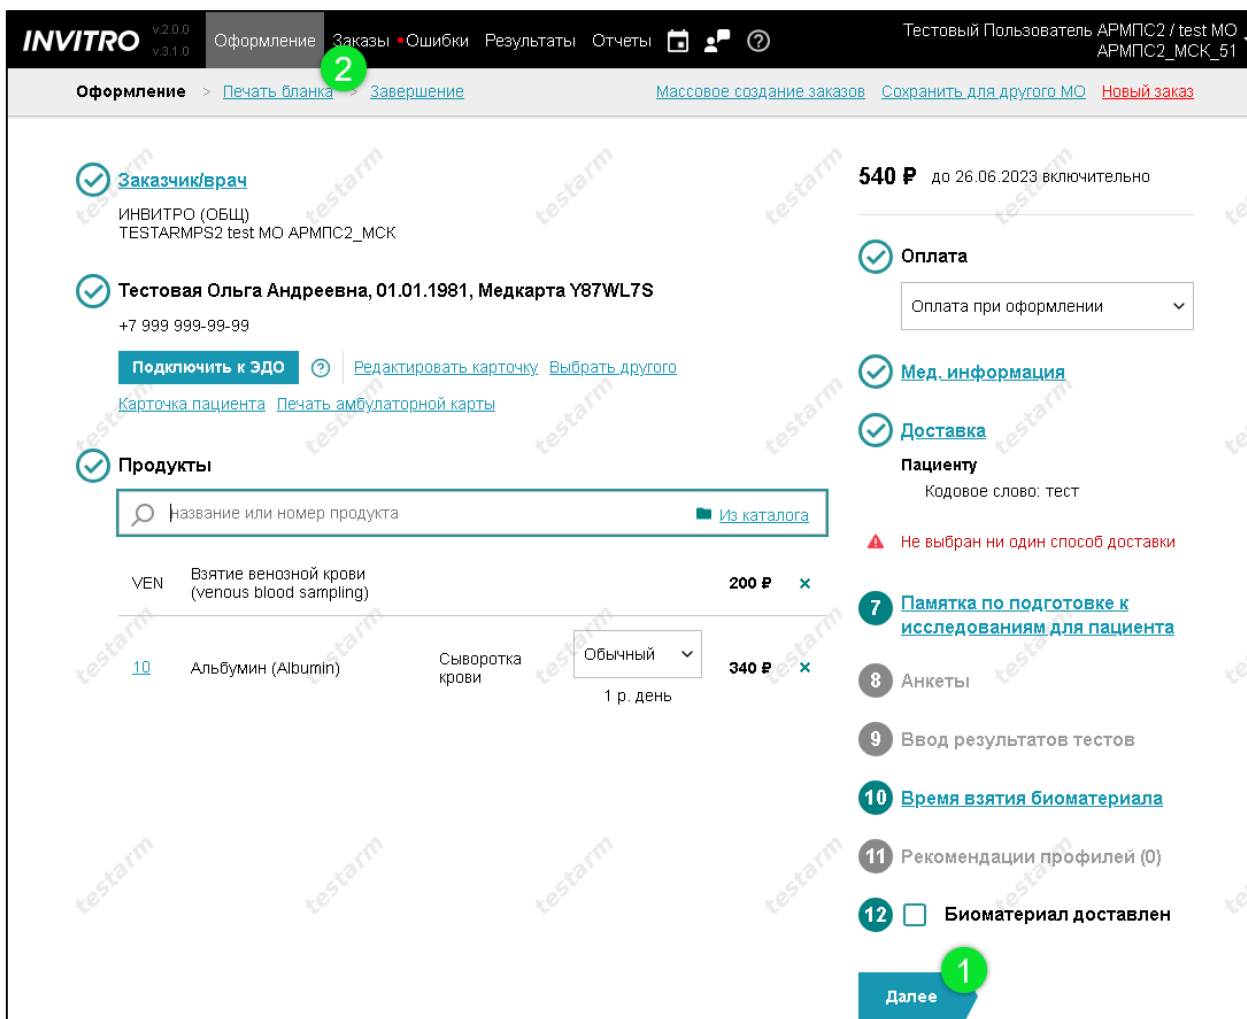 INVITRO v.2.0.0 v.3.1.0 Оформление Заказы Ошибки Результаты Отчеты Тестовый Пользователь АРМПС2 / test МО АРМПС2_МСК_51
2
Оформление > Печать бланка > Завершение Массовое создание заказов Сохранить для другого МО Новый заказ
Заказчик/врач
ИНВИТРО (ОБЩ)
TESTARMPS2 test МО АРМПС2_МСК
Тестовая Ольга Андреевна, 01.01.1981, Медкарта Y87WL7S
+7 999 999-99-99
Подключить к ЭДО ? Редактировать карточку Выбрать другого
Карточка пациента Печать амбулаторной карты
Продукты
название или номер продукта Из каталога
VEN Взятие венозной крови (venous blood sampling) 200 ₽ ×
10 Альбумин (Albumin) Сыворотка крови Обычный 340 ₽ ×
1 р. день
540 ₽ до 26.06.2023 включительно
Оплата
Оплата при оформлении
Мед. информация
Доставка
Пациенту
Кодовое слово: тест
Не выбран ни один способ доставки
7 Памятка по подготовке к
исследованиям для пациента
8 Анкеты
9 Ввод результатов тестов
10 Время взятия биоматериала
11 Рекомендации профилей (0)
12 Биоматериал доставлен
1
Далее
testarm